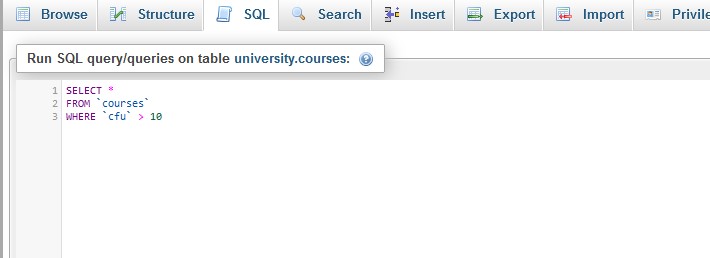 Browse Structure SQL Search Insert Export Import Privile
Run SQL query/queries on table university.courses:
1 SELECT *
2 FROM `courses`
3 WHERE `cfu` > 10